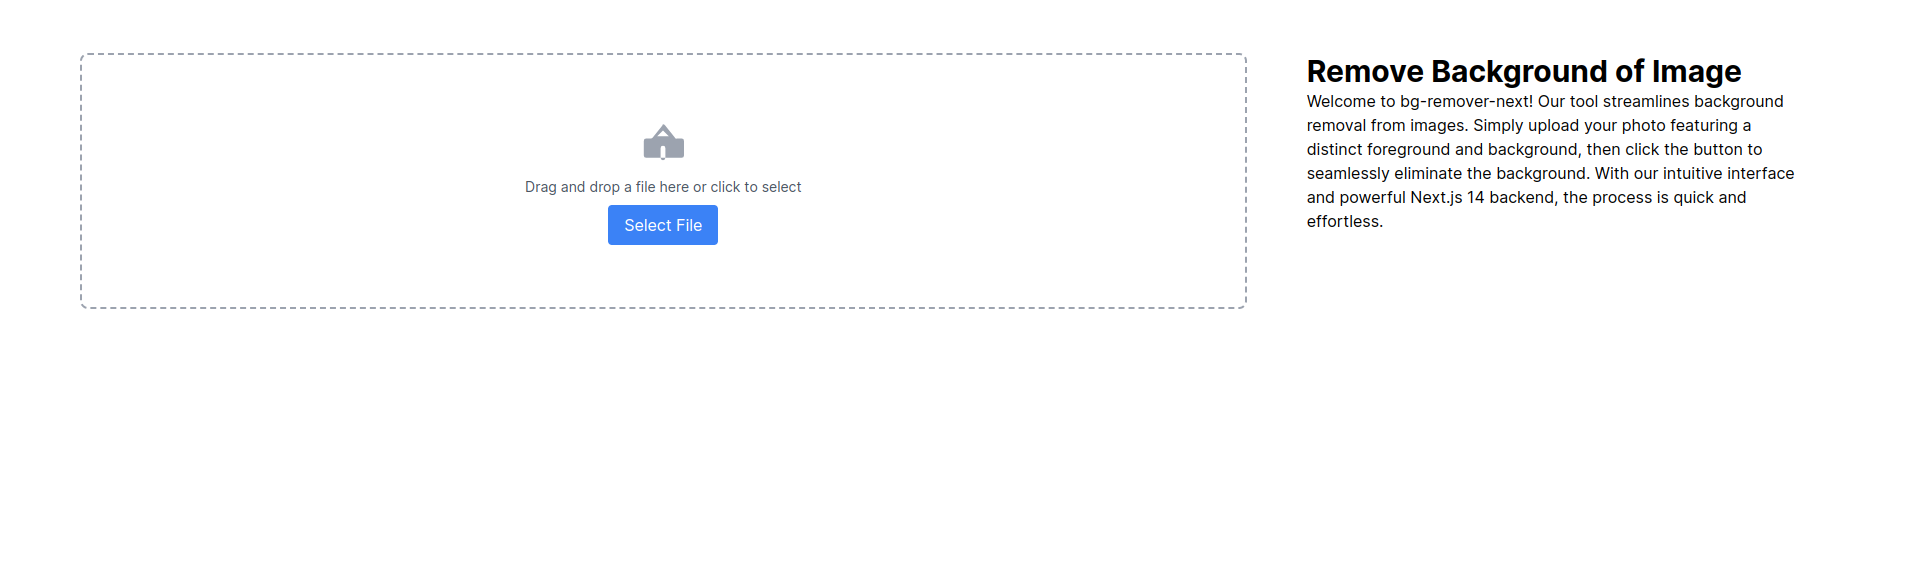 Drag and drop a file here or click to select
Select File
Remove Background of Image
Welcome to bg-remover-next! Our tool streamlines background
removal from images. Simply upload your photo featuring a
distinct foreground and background, then click the button to
seamlessly eliminate the background. With our intuitive interface
and powerful Next.js 14 backend, the process is quick and
effortless.